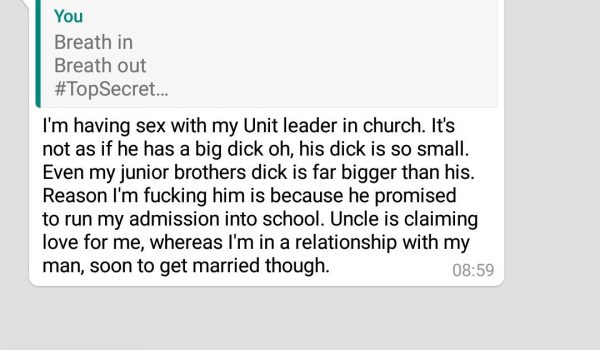 You
Breath in
Breath out
#TopSecret...
I'm having sex with my Unit leader in church. It's
not as if he has a big dick oh, his dick is so small.
Even my junior brothers dick is far bigger than his.
Reason I'm fucking him is because he promised
to run my admission into school. Uncle is claiming
love for me, whereas I'm in a relationship with my
man, soon to get married though.
08:59